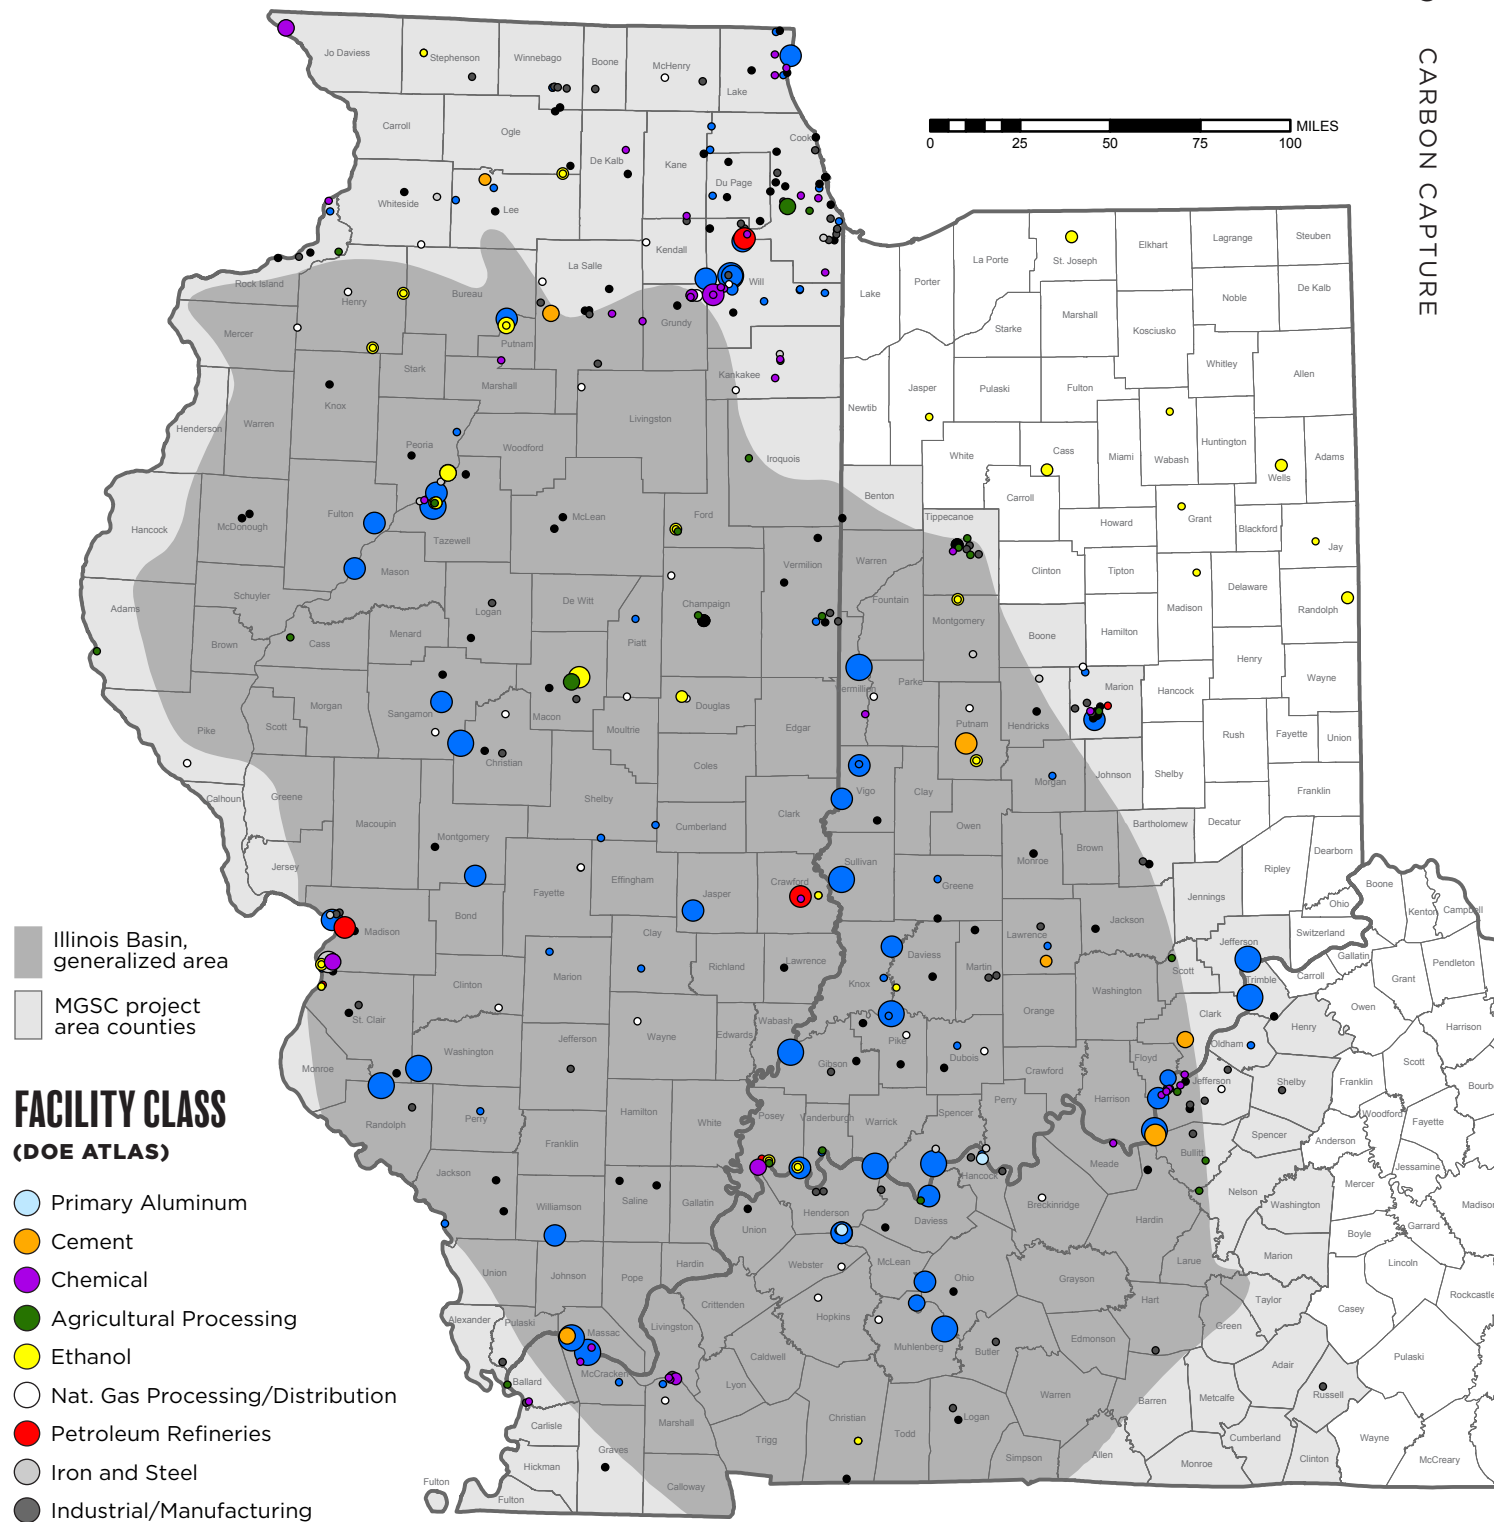 CARBON CAPTURE
MILES
0 25 50 75 100
Jo Daviess
Stephenson
Winnebago
Boone
McHenry
Lake
Carroll
Ogle
De Kalb
Kane
Cook
Du Page
Whiteside
Lee
Kendall
Will
La Salle
Rock Island
Henry
Bureau
Grundy
Mercer
Putnam
Stark
Marshall
Kankakee
Knox
Henderson
Warren
Peoria
Woodford
Livingston
Iroquois
Hancock
McDonough
Fulton
Tazewell
McLean
Ford
Mason
Schuyler
Adams
Brown
Cass
Menard
Logan
De Witt
Piatt
Champaign
Vermilion
Pike
Scott
Morgan
Sangamon
Christian
Macon
Moultrie
Douglas
Edgar
Coles
Shelby
Calhoun
Greene
Macoupin
Montgomery
Cumberland
Clark
Jersey
Fayette
Effingham
Jasper
Crawford
Madison
Bond
Clay
Richland
Lawrence
Marion
Clinton
St. Clair
Washington
Jefferson
Wayne
Edwards
Wabash
Monroe
Randolph
Perry
Hamilton
White
Franklin
Jackson
Williamson
Saline
Gallatin
Union
Johnson
Pope
Hardin
Alexander
Pulaski
Massac
Lake
Porter
La Porte
St. Joseph
Elkhart
Lagrange
Steuben
Noble
De Kalb
Starke
Marshall
Kosciusko
Whitley
Allen
Newtib
Jasper
Pulaski
Fulton
White
Cass
Miami
Wabash
Huntington
Wells
Adams
Benton
Carroll
Tippecanoe
Howard
Grant
Blackford
Jay
Warren
Clinton
Tipton
Fountain
Montgomery
Delaware
Madison
Randolph
Boone
Hamilton
Henry
Vermillion
Parke
Marion
Hancock
Wayne
Putnam
Hendricks
Rush
Fayette
Union
Vigo
Clay
Morgan
Johnson
Shelby
Franklin
Owen
Bartholomew
Decatur
Dearborn
Sullivan
Monroe
Brown
Ripley
Greene
Jennings
Ohio
Jackson
Switzerland
Lawrence
Jefferson
Daviess
Martin
Knox
Scott
Washington
Orange
Clark
Pike
Gibson
Dubois
Crawford
Floyd
Harrison
Posey
Vanderburgh
Warrick
Spencer
Perry
Boone
Kenton
Campbell
Gallatin
Pendleton
Trimble
Carroll
Grant
Owen
Henry
Harrison
Oldham
Scott
Jefferson
Shelby
Franklin
Woodford
Fayette
Spencer
Anderson
Bullitt
Meade
Jessamine
Hancock
Mercer
Nelson
Washington
Breckinridge
Henderson
Union
Daviess
Hardin
Boyle
Garrard
Marion
Larue
Lincoln
Webster
McLean
Ohio
Grayson
Crittenden
Hopkins
Hart
Taylor
Casey
Livingston
Green
Muhlenberg
Edmonson
Butler
Caldwell
Adair
Pulaski
McCracken
Ballard
Lyon
Warren
Barren
Metcalfe
Russell
Carlisle
Marshall
Christian
Todd
Logan
Trigg
Cumberland
Wayne
Graves
Simpson
Allen
Monroe
Clinton
McCreary
Hickman
Calloway
Fulton
Fulton
Illinois Basin,
generalized area
MGSC project
area counties
FACILITY CLASS
(DOE ATLAS)
Primary Aluminum
Cement
Chemical
Agricultural Processing
Ethanol
Nat. Gas Processing/Distribution
Petroleum Refineries
Iron and Steel
Industrial/Manufacturing